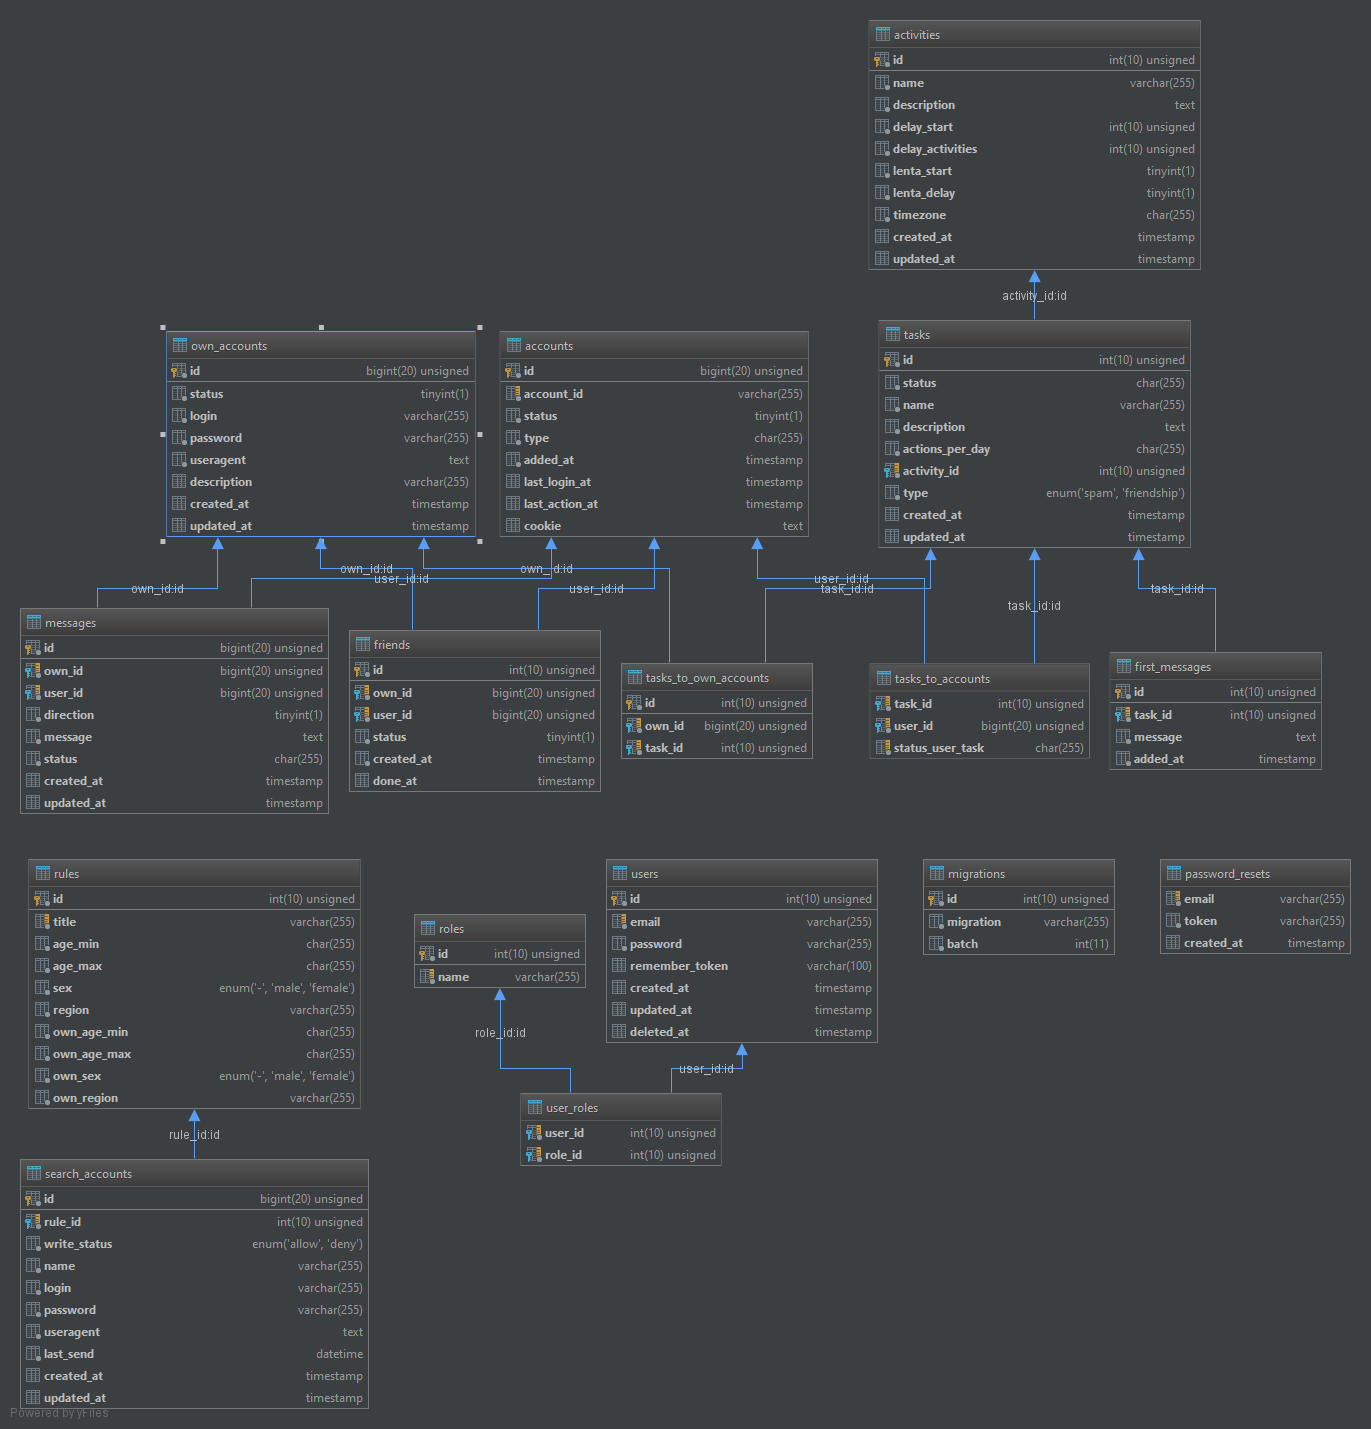 activities
id int(10) unsigned
name varchar(255)
description text
delay_start int(10) unsigned
delay_activities int(10) unsigned
lenta_start tinyint(1)
lenta_delay tinyint(1)
timezone char(255)
created_at timestamp
updated_at timestamp
activity_id:id
own_accounts
id bigint(20) unsigned
status tinyint(1)
login varchar(255)
password varchar(255)
useragent text
description varchar(255)
created_at timestamp
updated_at timestamp
accounts
id bigint(20) unsigned
account_id varchar(255)
status tinyint(1)
type char(255)
added_at timestamp
last_login_at timestamp
last_action_at timestamp
cookie text
tasks
id int(10) unsigned
status char(255)
name varchar(255)
description text
actions_per_day char(255)
activity_id int(10) unsigned
type enum('spam', 'friendship')
created_at timestamp
updated_at timestamp
own_id:id
own_id:id
user_id:id
own_id:id
user_id:id
user_id:id
task_id:id
task_id:id
task_id:id
messages
id bigint(20) unsigned
own_id bigint(20) unsigned
user_id bigint(20) unsigned
direction tinyint(1)
message text
status char(255)
created_at timestamp
updated_at timestamp
friends
id int(10) unsigned
own_id bigint(20) unsigned
user_id bigint(20) unsigned
status tinyint(1)
created_at timestamp
done_at timestamp
tasks_to_own_accounts
id int(10) unsigned
own_id bigint(20) unsigned
task_id int(10) unsigned
tasks_to_accounts
task_id int(10) unsigned
user_id bigint(20) unsigned
status_user_task char(255)
first_messages
id int(10) unsigned
task_id int(10) unsigned
message text
added_at timestamp
rules
id int(10) unsigned
title varchar(255)
age_min char(255)
age_max char(255)
sex enum('-', 'male', 'female')
region varchar(255)
own_age_min char(255)
own_age_max char(255)
own_sex enum('-', 'male', 'female')
own_region varchar(255)
roles
id int(10) unsigned
name varchar(255)
users
id int(10) unsigned
email varchar(255)
password varchar(255)
remember_token varchar(100)
created_at timestamp
updated_at timestamp
deleted_at timestamp
migrations
id int(10) unsigned
migration varchar(255)
batch int(11)
password_resets
email varchar(255)
token varchar(255)
created_at timestamp
role_id:id
user_id:id
user_roles
user_id int(10) unsigned
role_id int(10) unsigned
rule_id:id
search_accounts
id bigint(20) unsigned
rule_id int(10) unsigned
write_status enum('allow', 'deny')
name varchar(255)
login varchar(255)
password varchar(255)
useragent text
last_send datetime
created_at timestamp
updated_at timestamp
Powered by yFiles